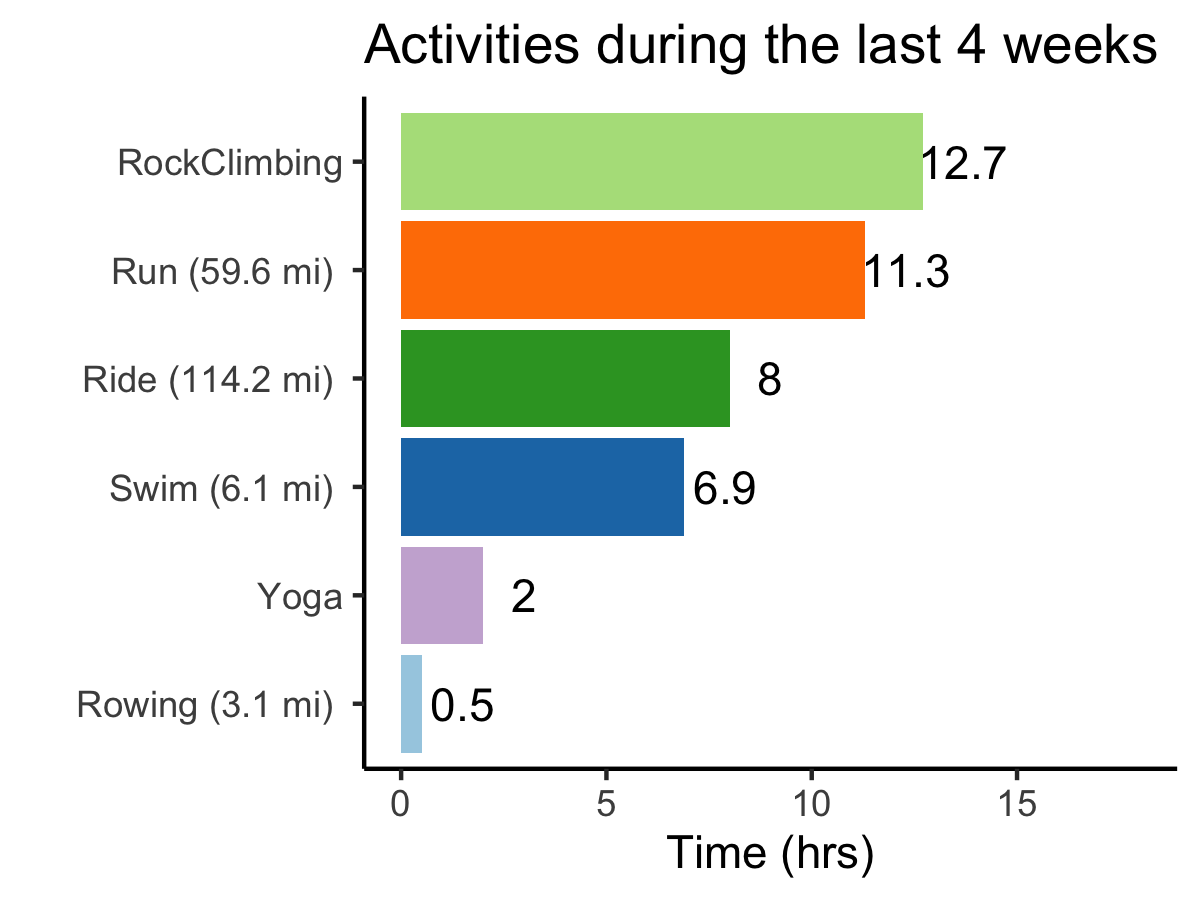 Activities during the last 4 weeks
RockClimbing 12.7
Run (59.6 mi) 11.3
Ride (114.2 mi) 8
Swim (6.1 mi) 6.9
Yoga 2
Rowing (3.1 mi) 0.5
0 5 10 15
Time (hrs)